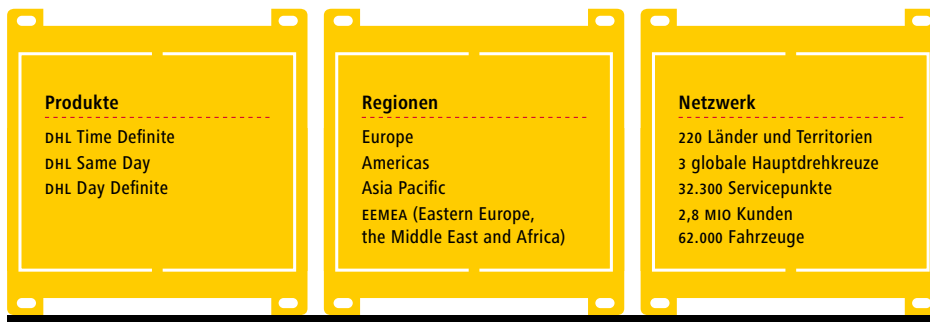 Produkte
DHL Time Definite
DHL Same Day
DHL Day Definite
Regionen
Europe
Americas
Asia Pacific
EEMEA (Eastern Europe,
the Middle East and Africa)
Netzwerk
220 Länder und Territorien
3 globale Hauptdrehkreuze
32.300 Servicepunkte
2,8 MIO Kunden
62.000 Fahrzeuge